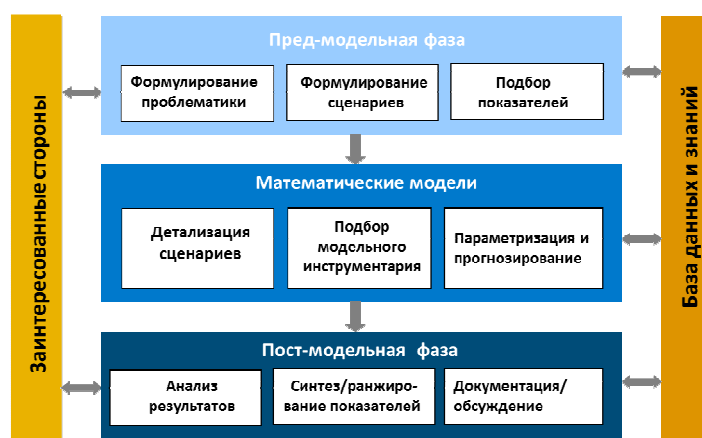 Заинтересованные стороны
Пред-модельная фаза
Формулирование
проблематики
Формулирование
сценариев
Подбор
показателей
Математические модели
Детализация
сценариев
Подбор
модельного
инструментария
Параметризация и
прогнозирование
Пост-модельная фаза
Анализ
результатов
Синтез/ранжиро-
вание показателей
Документация/
обсуждение
База данных и знаний